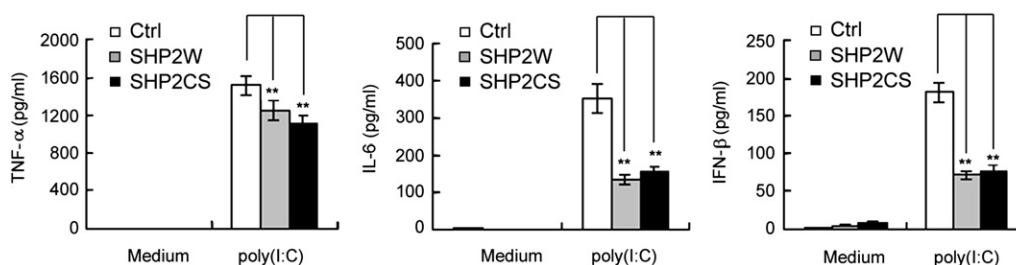 TNF-α (pg/ml)
2000
1600
1200
800
400
0
Ctrl
SHP2W
SHP2CS
**
**
Medium
poly(I:C)
IL-6 (pg/ml)
500
400
300
200
100
0
Ctrl
SHP2W
SHP2CS
**
**
Medium
poly(I:C)
IFN-β (pg/ml)
250
200
150
100
50
0
Ctrl
SHP2W
SHP2CS
**
**
Medium
poly(I:C)